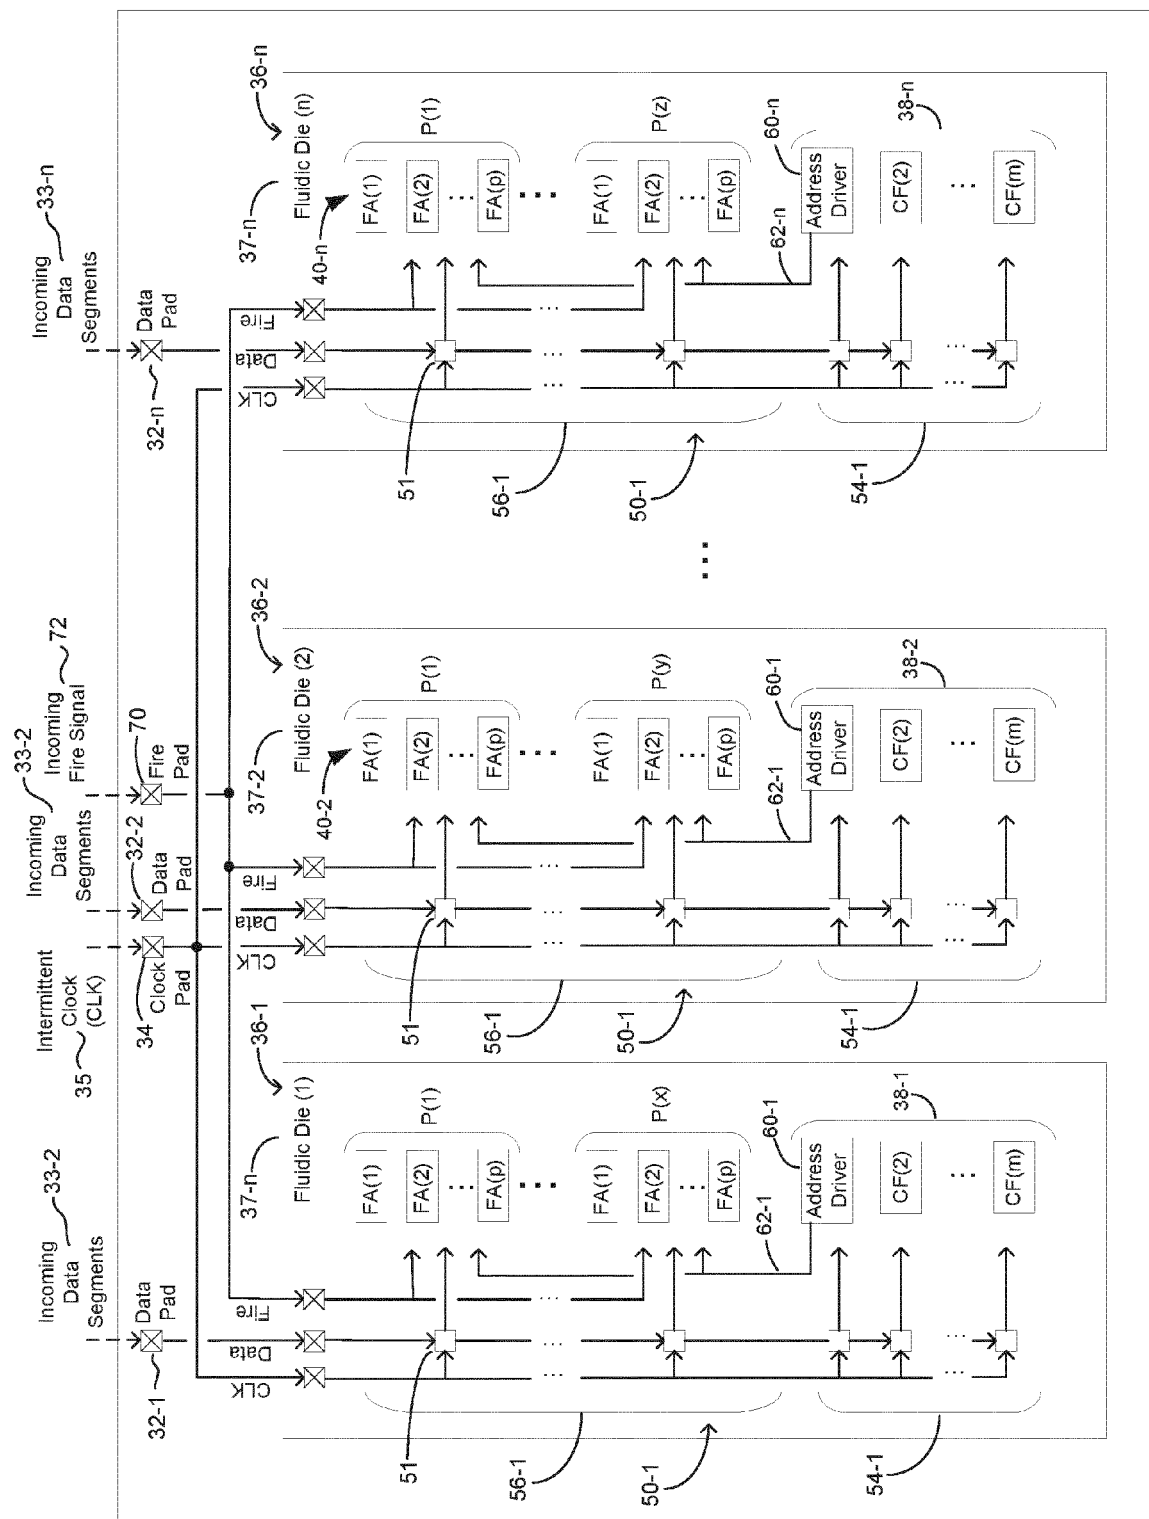 Incoming
Data
Segments
33-2
32-1
Data
Pad
Intermittent
Clock
(CLK)
35
34
Clock
Pad
Incoming
Data
Segments
33-2
32-2
Data
Pad
Incoming
Fire Signal
72
70
Fire
Pad
Incoming
Data
Segments
33-n
32-n
Data
Pad
CLK
Data
Fire
37-n
36-1
Fluidic Die (1)
51
FA(1)
FA(2)
...
FA(p)
P(1)
...
...
56-1
FA(1)
FA(2)
...
FA(p)
P(x)
50-1
62-1
60-1
Address
Driver
38-1
CF(2)
...
...
CF(m)
54-1
CLK
Data
Fire
37-2
36-2
Fluidic Die (2)
40-2
51
FA(1)
FA(2)
...
FA(p)
P(1)
...
...
56-1
FA(1)
FA(2)
...
FA(p)
P(y)
50-1
62-1
60-1
Address
Driver
38-2
CF(2)
...
...
CF(m)
54-1
...
CLK
Data
Fire
37-n
36-n
Fluidic Die (n)
40-n
51
FA(1)
FA(2)
...
FA(p)
P(1)
...
...
56-1
FA(1)
FA(2)
...
FA(p)
P(z)
50-1
62-n
60-n
Address
Driver
38-n
CF(2)
...
...
CF(m)
54-1